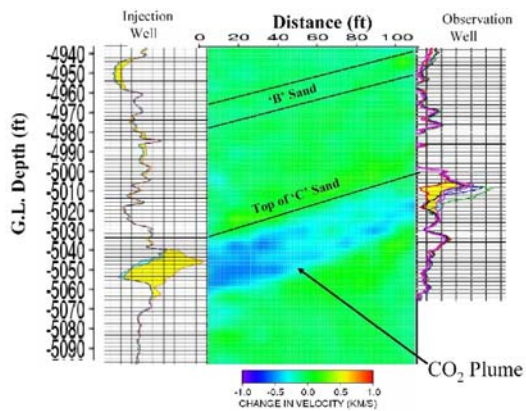 Injection
Well
Distance (ft)
Observation
Well
0 20 40 60 80 100
G.L. Depth (ft)
-4940
-4950
-4960
-4970
-4980
-4990
-5000
-5010
-5020
-5030
-5040
-5050
-5060
-5070
-5080
-5090
'B' Sand
Top of 'C' Sand
CO₂ Plume
-1.0 -0.5 0.0 0.5 1.0
CHANGE IN VELOCITY (KM/S)